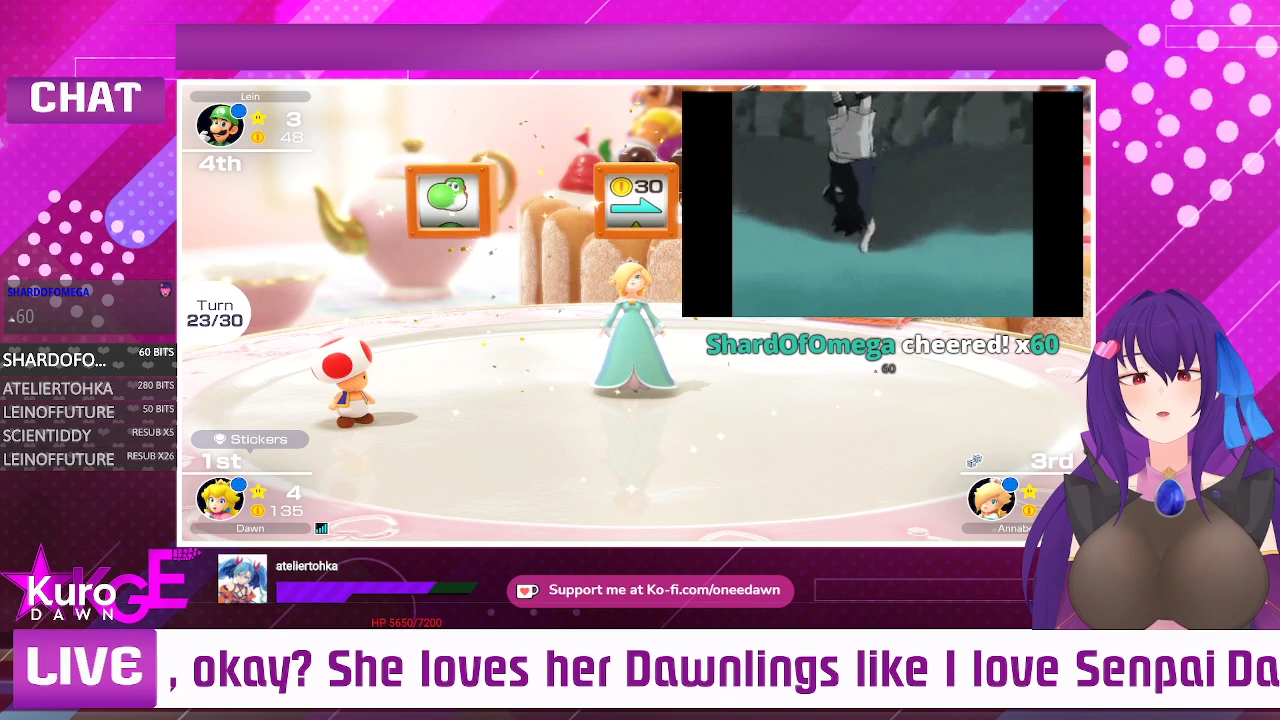 CHAT
Lein
3
48
4th
30
Turn
23/30
SHARDOFOMEGA
60
ShardOfOmega cheered! x60
60
SHARDOFO... 60 BITS
ATELIERTOHKA 280 BITS
LEINOFFUTURE 50 BITS
SCIENTIDDY RESUB X5
LEINOFFUTURE RESUB X26
Stickers
1st
4
135
Dawn
3rd
Annab
Kuro
DAWN
KGE
ateliertohka
HP 5650/7200
Support me at Ko-fi.com/oneedawn
LIVE
, okay? She loves her Dawnlings like I love Senpai Da